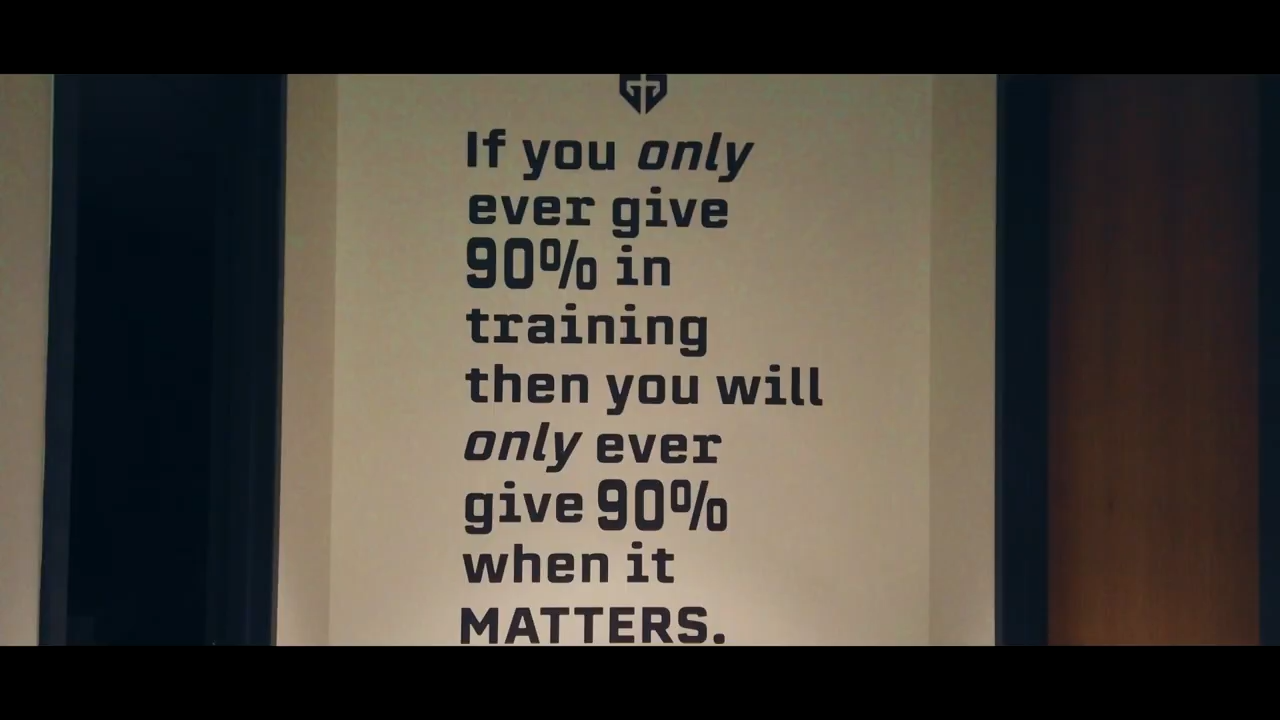 If you only
ever give
90% in
training
then you will
only ever
give 90%
when it
MATTERS.